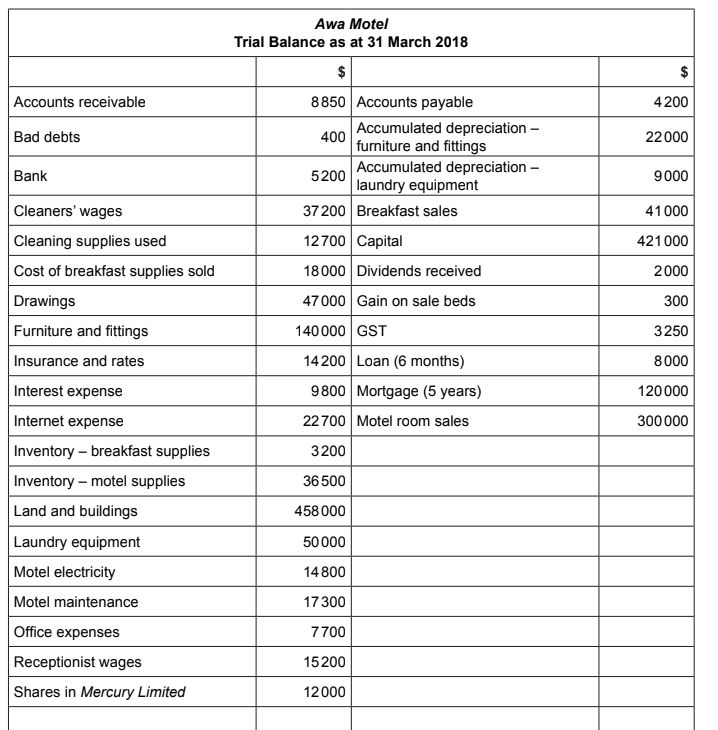 Awa Motel
Trial Balance as at 31 March 2018
$ $
Accounts receivable 8850 Accounts payable 4200
Bad debts 400 Accumulated depreciation –
furniture and fittings 22000
Bank 5200 Accumulated depreciation –
laundry equipment 9000
Cleaners’ wages 37200 Breakfast sales 41000
Cleaning supplies used 12700 Capital 421000
Cost of breakfast supplies sold 18000 Dividends received 2000
Drawings 47000 Gain on sale beds 300
Furniture and fittings 140000 GST 3250
Insurance and rates 14200 Loan (6 months) 8000
Interest expense 9800 Mortgage (5 years) 120000
Internet expense 22700 Motel room sales 300000
Inventory – breakfast supplies 3200
Inventory – motel supplies 36500
Land and buildings 458000
Laundry equipment 50000
Motel electricity 14800
Motel maintenance 17300
Office expenses 7700
Receptionist wages 15200
Shares in Mercury Limited 12000